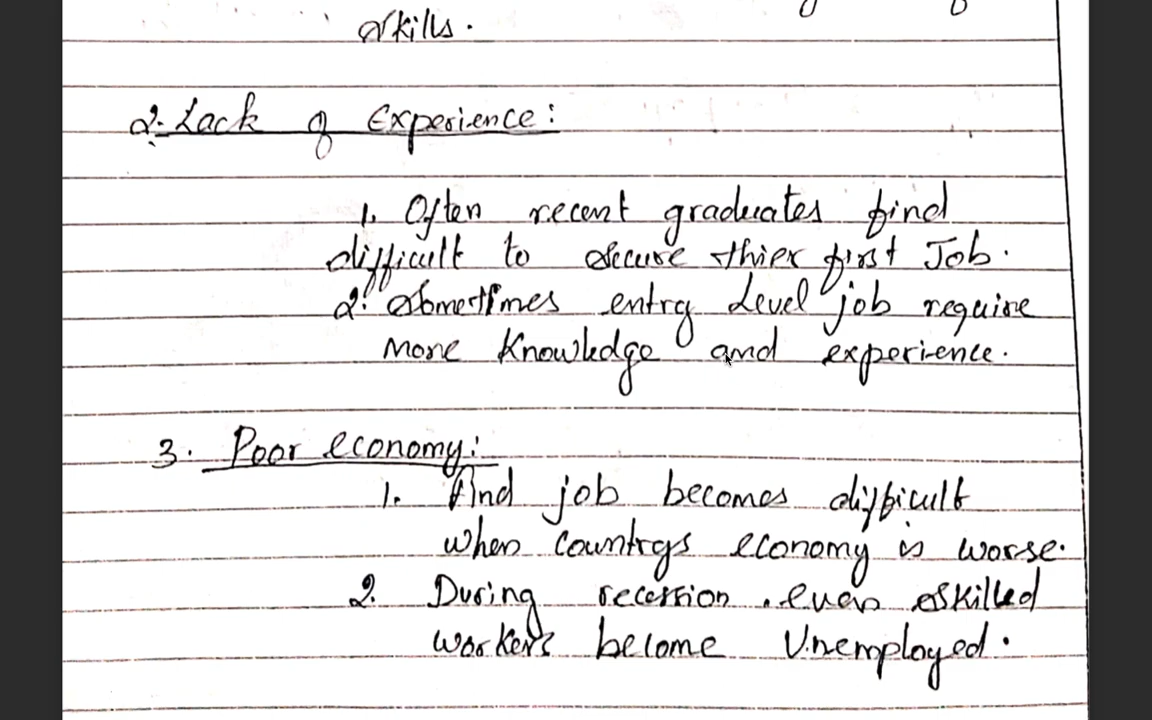 skills.
2. Lack of Experience:
1. Often recent graduates find
difficult to secure thier first Job.
2. Sometimes entry Level job require
more Knowledge and experience.
3. Poor economy:
1. find job becomes difficult
when countrys economy is worse.
2. During recession . even skilled
workers become Unemployed.